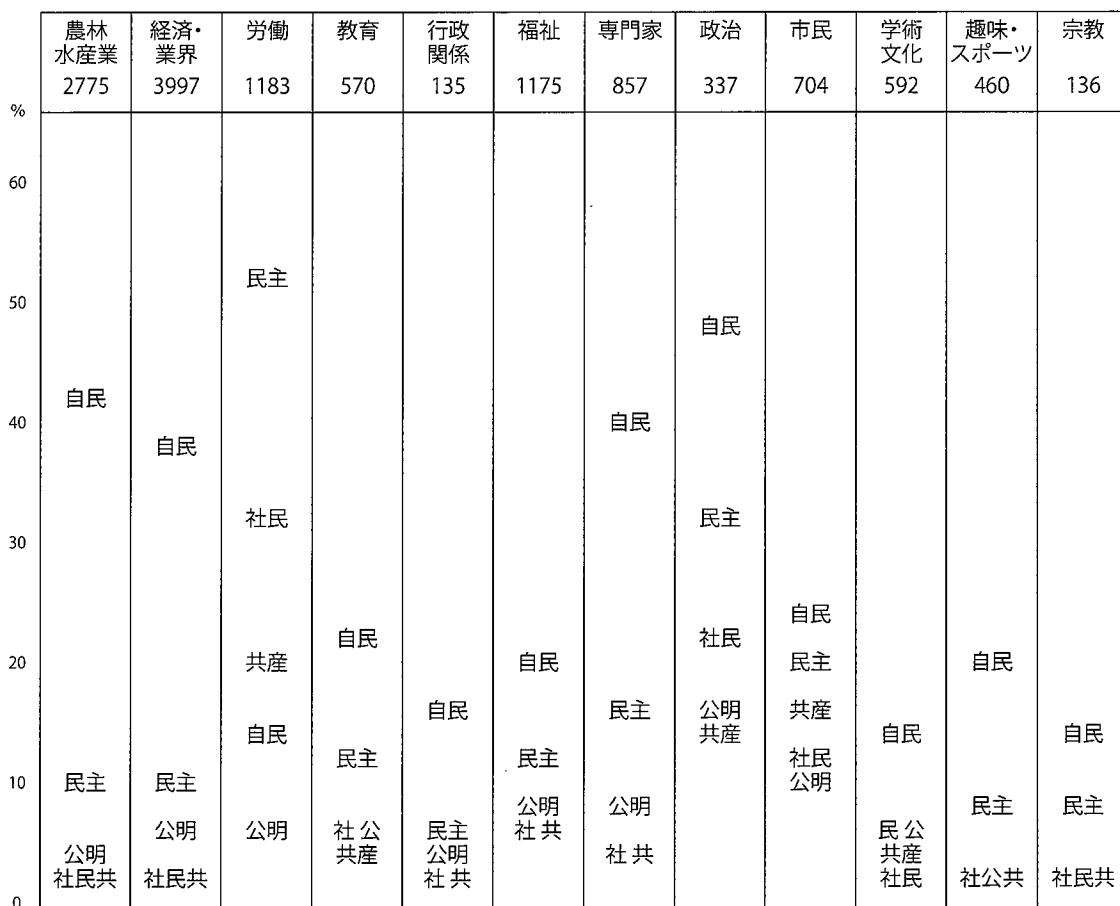 農林 経済・ 労働 教育 行政 福祉 専門家 政治 市民 学術 趣味・ 宗教
水産業 業界 関係 文化 スポーツ
2775 3997 1183 570 135 1175 857 337 704 592 460 136
%
60
民主
50
自民
自民
40 自民
自民
社民 民主
30
自民
自民 社民
20 共産 自民 民主 自民
自民 民主 公明 共産
自民 共産 自民 自民
民主 民主 社民
10 民主 民主 公明
公明 公明 民主 民主
公明 公明 社公 民主 社共 民公
公明 共産 公明 社共 共産
社民共 社民共 社共 社民 社公共 社民共
0